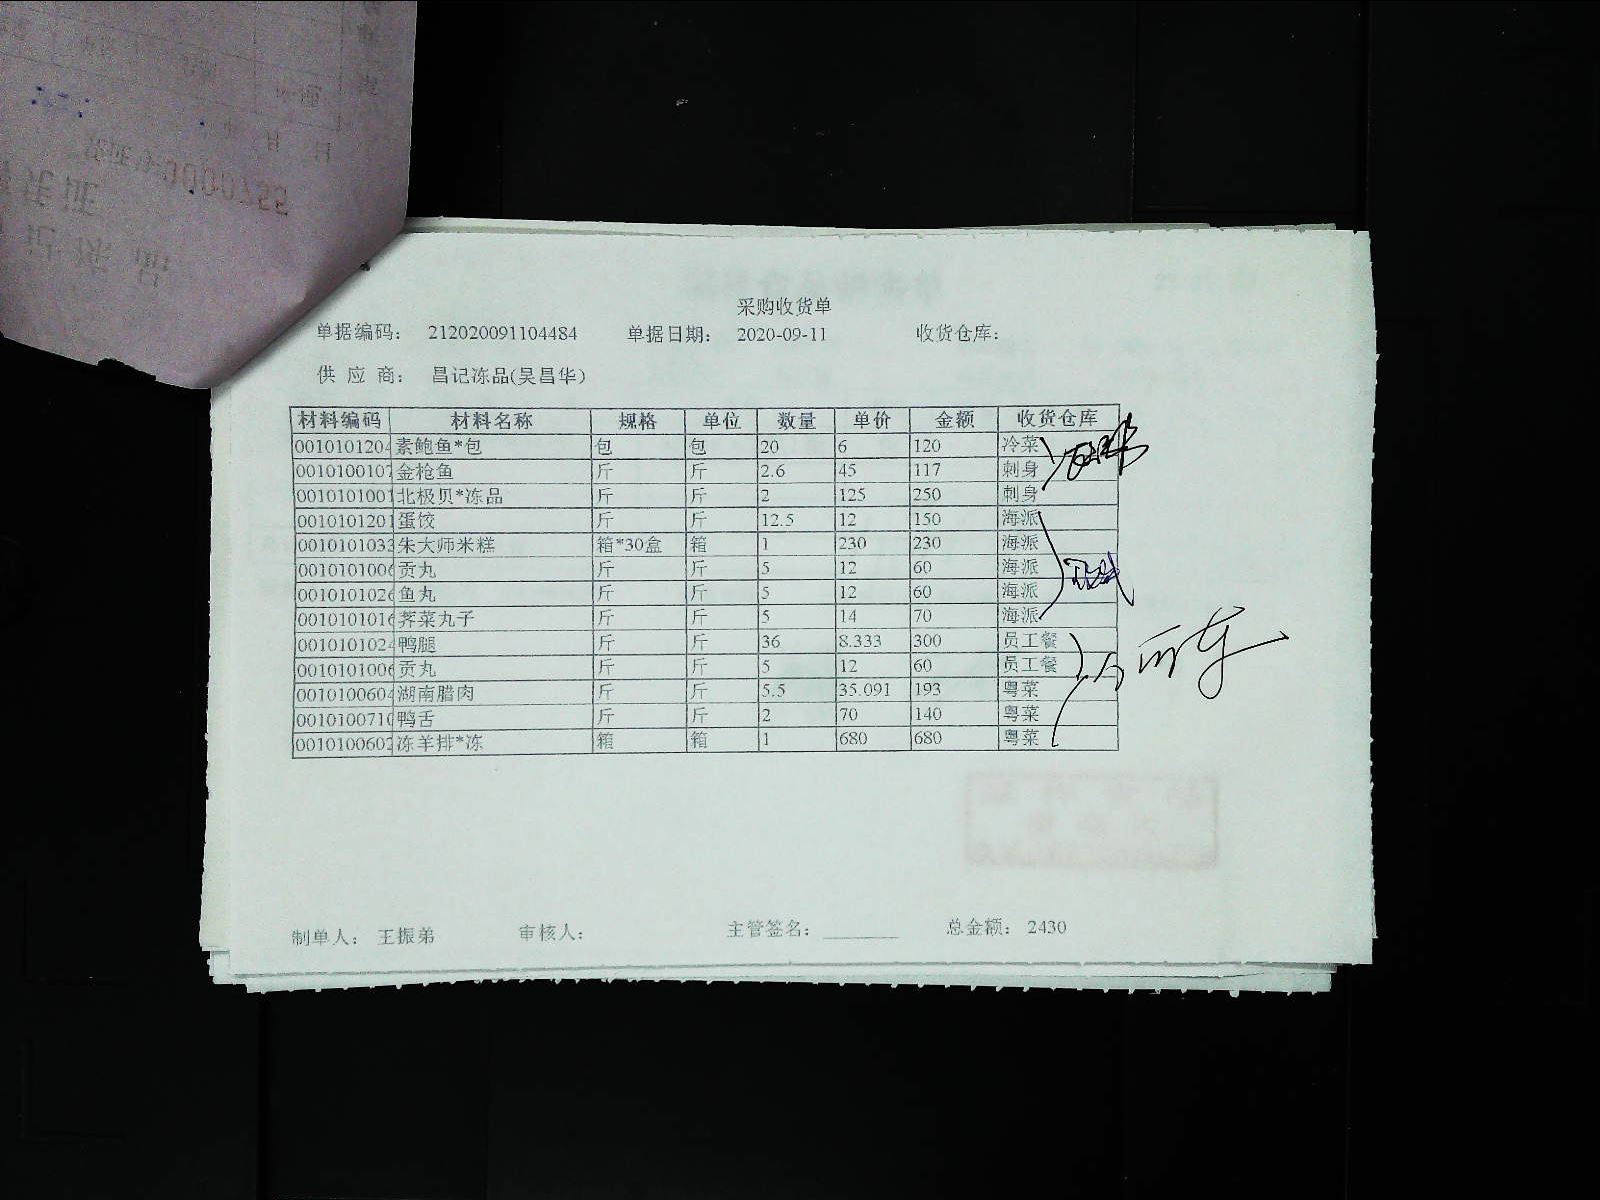 采购收货单
单据编码： 212020091104484 单据日期： 2020-09-11 收货仓库：
供 应 商： 昌记冻品(吴昌华)
材料编码 材料名称 规格 单位 数量 单价 金额 收货仓库
0010101204 素鲍鱼*包 包 包 20 6 120 冷菜
0010100107 金枪鱼 斤 斤 2.6 45 117 刺身
0010101001 北极贝*冻品 斤 斤 2 125 250 刺身
0010101201 蛋饺 斤 斤 12.5 12 150 海派
0010101033 朱大师米糕 箱*30盒 箱 1 230 230 海派
0010101006 贡丸 斤 斤 5 12 60 海派
0010101026 鱼丸 斤 斤 5 12 60 海派
0010101016 荠菜丸子 斤 斤 5 14 70 海派
0010101024 鸭腿 斤 斤 36 8.333 300 员工餐
0010101006 贡丸 斤 斤 5 12 60 员工餐
0010100604 湖南腊肉 斤 斤 5.5 35.091 193 粤菜
0010100710 鸭舌 斤 斤 2 70 140 粤菜
0010100602 冻羊排*冻 箱 箱 1 680 680 粤菜
制单人： 王振弟 审核人： 主管签名： ________ 总金额： 2430